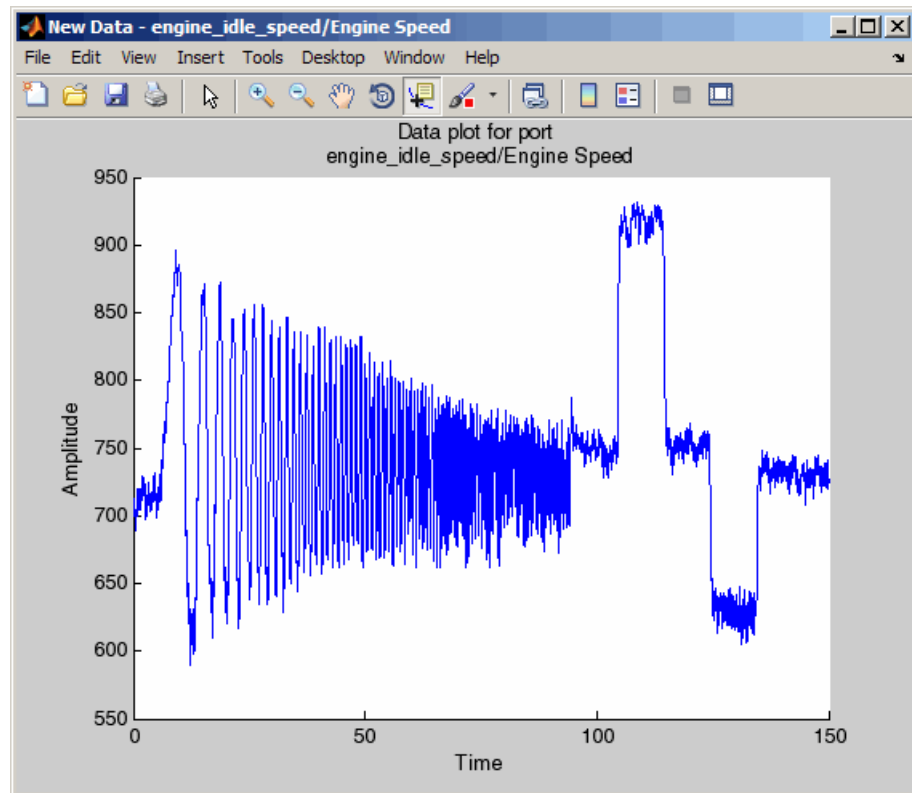 New Data - engine_idle_speed/Engine Speed
File Edit View Insert Tools Desktop Window Help
Data plot for port
engine_idle_speed/Engine Speed
950
900
850
800
750
700
650
600
550
Amplitude
0 50 100 150
Time